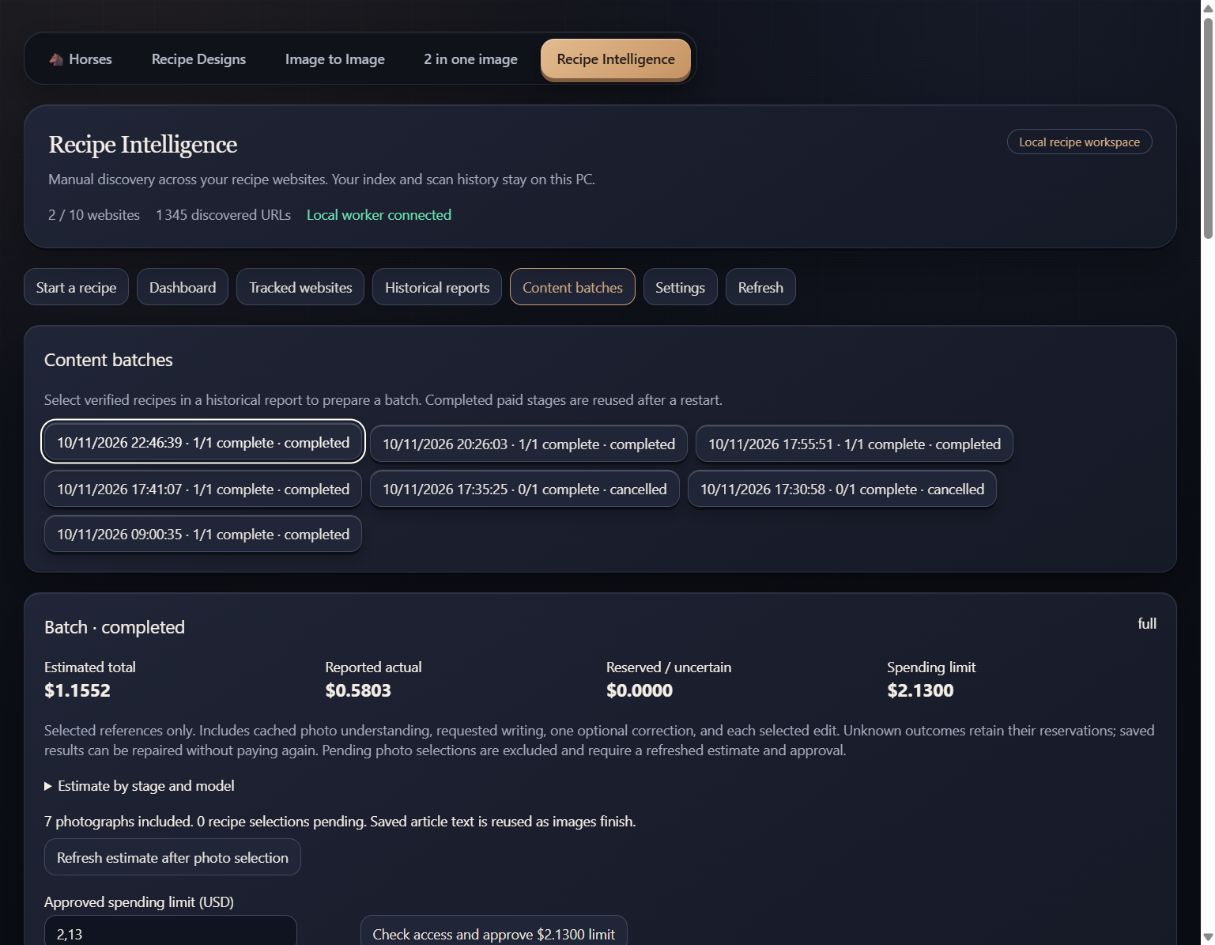 Horses
Recipe Designs
Image to Image
2 in one image
Recipe Intelligence
Recipe Intelligence
Local recipe workspace
Manual discovery across your recipe websites. Your index and scan history stay on this PC.
2 / 10 websites 1 345 discovered URLs Local worker connected
Start a recipe
Dashboard
Tracked websites
Historical reports
Content batches
Settings
Refresh
Content batches
Select verified recipes in a historical report to prepare a batch. Completed paid stages are reused after a restart.
10/11/2026 22:46:39 · 1/1 complete · completed
10/11/2026 20:26:03 · 1/1 complete · completed
10/11/2026 17:55:51 · 1/1 complete · completed
10/11/2026 17:41:07 · 1/1 complete · completed
10/11/2026 17:35:25 · 0/1 complete · cancelled
10/11/2026 17:30:58 · 0/1 complete · cancelled
10/11/2026 09:00:35 · 1/1 complete · completed
Batch · completed
full
Estimated total
$1.1552
Reported actual
$0.5803
Reserved / uncertain
$0.0000
Spending limit
$2.1300
Selected references only. Includes cached photo understanding, requested writing, one optional correction, and each selected edit. Unknown outcomes retain their reservations; saved
results can be repaired without paying again. Pending photo selections are excluded and require a refreshed estimate and approval.
Estimate by stage and model
7 photographs included. 0 recipe selections pending. Saved article text is reused as images finish.
Refresh estimate after photo selection
Approved spending limit (USD)
2,13
Check access and approve $2.1300 limit